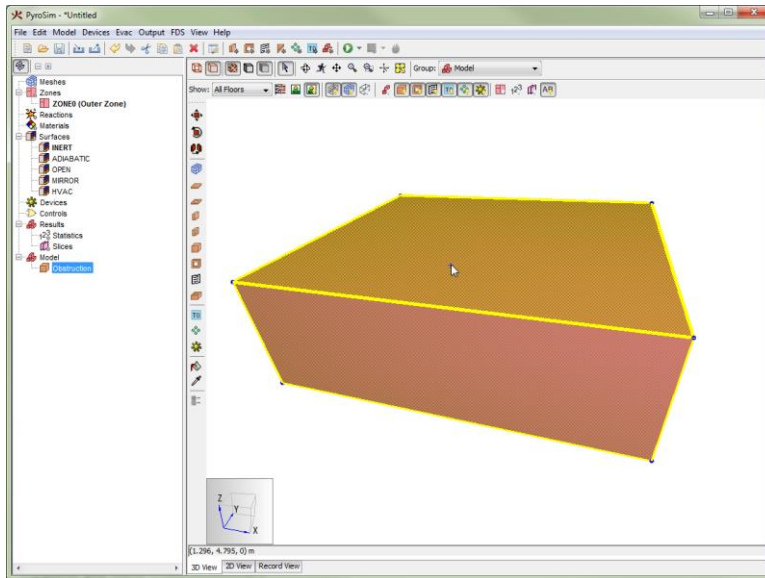 PyroSim - *Untitled
File Edit Model Devices Evac Output FDS View Help
Group: Model
Show: All Floors
Meshes
Zones
ZONE0 (Outer Zone)
Reactions
Materials
Surfaces
INERT
ADIABATIC
OPEN
MIRROR
HVAC
Devices
Controls
Results
Statistics
Slices
Model
Obstruction
Z
Y
X
(1.296, 4.795, 0) m
3D View 2D View Record View